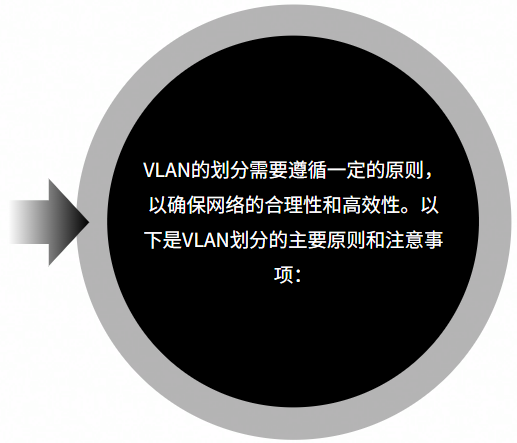 VLAN的划分需要遵循一定的原则，
以确保网络的合理性和高效性。以
下是VLAN划分的主要原则和注意事
项：